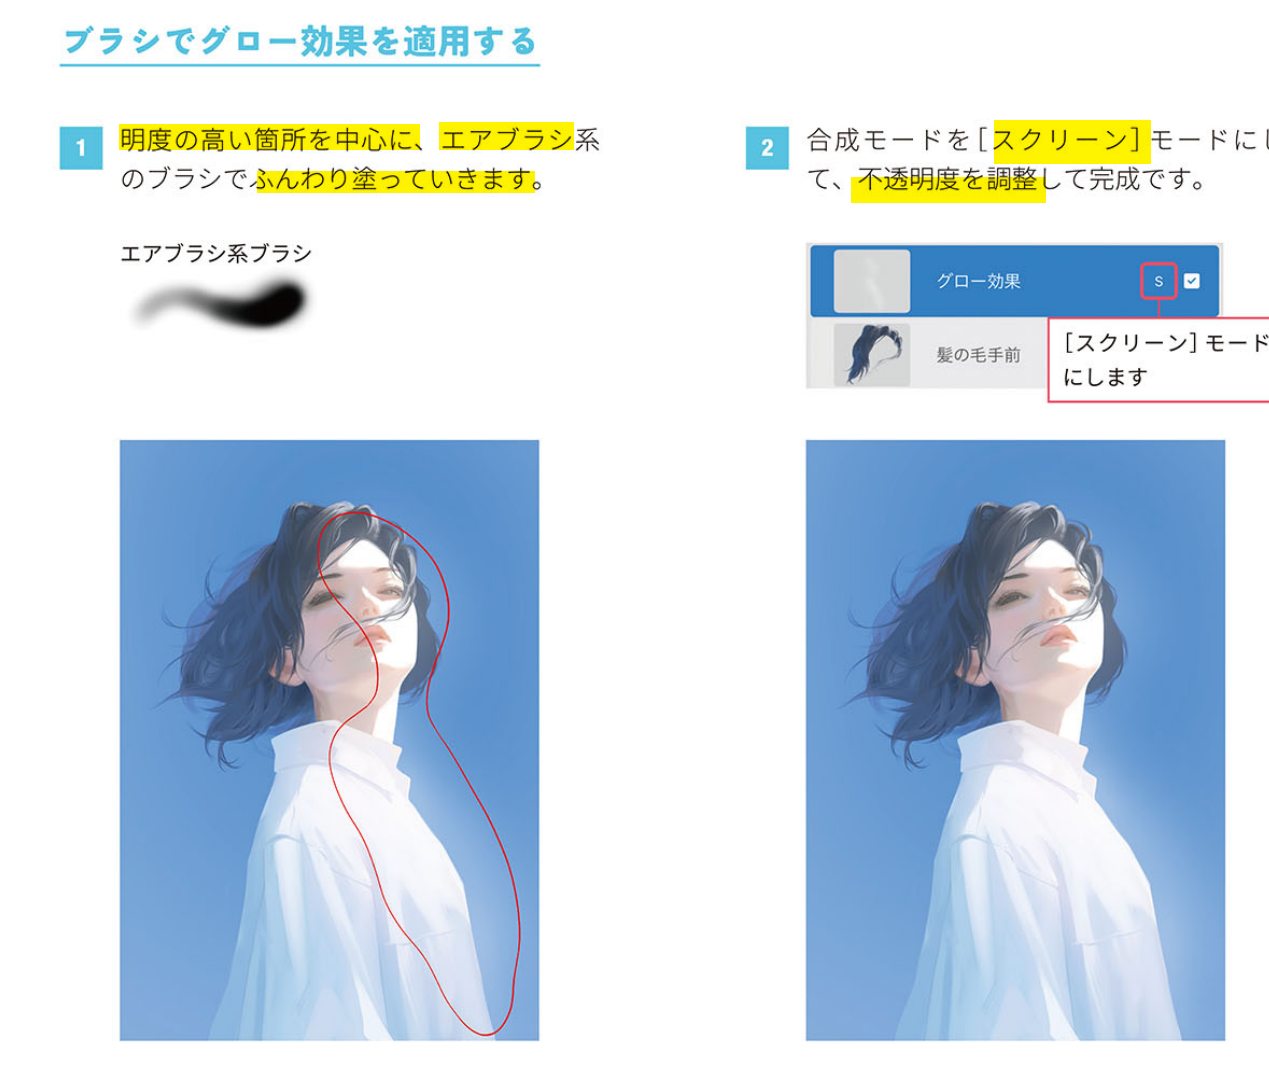 ブラシでグロー効果を適用する
1
明度の高い箇所を中心に、エアブラシ系
のブラシでふんわり塗っていきます。
エアブラシ系ブラシ
2
合成モードを[スクリーン]モードにし
て、不透明度を調整して完成です。
グロー効果
S
髪の毛手前
[スクリーン]モード
にします